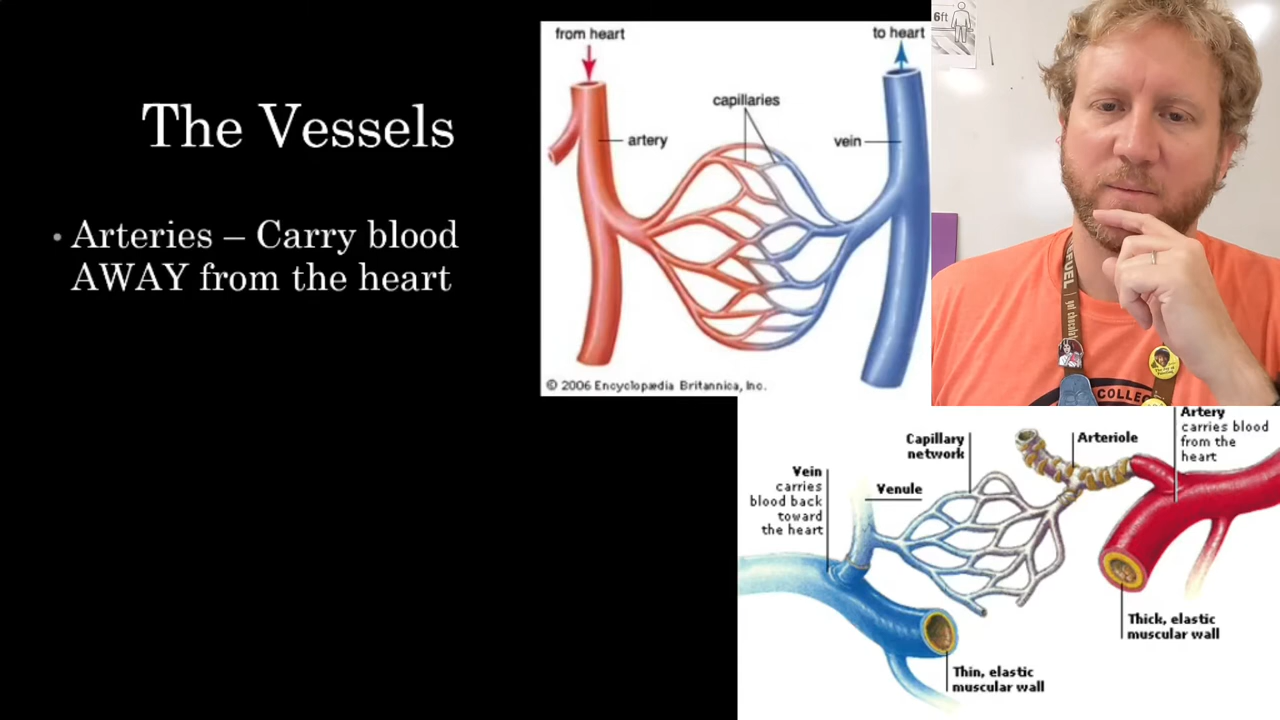 The Vessels
• Arteries – Carry blood
AWAY from the heart
from heart
to heart
capillaries
artery
vein
© 2006 Encyclopædia Britannica, Inc.
6ft
FUEL
COLLEG
Capillary
network
Arteriole
Artery
carries blood
from the
heart
Vein
carries
blood back
toward
the heart
Venule
Thick, elastic
muscular wall
Thin, elastic
muscular wall